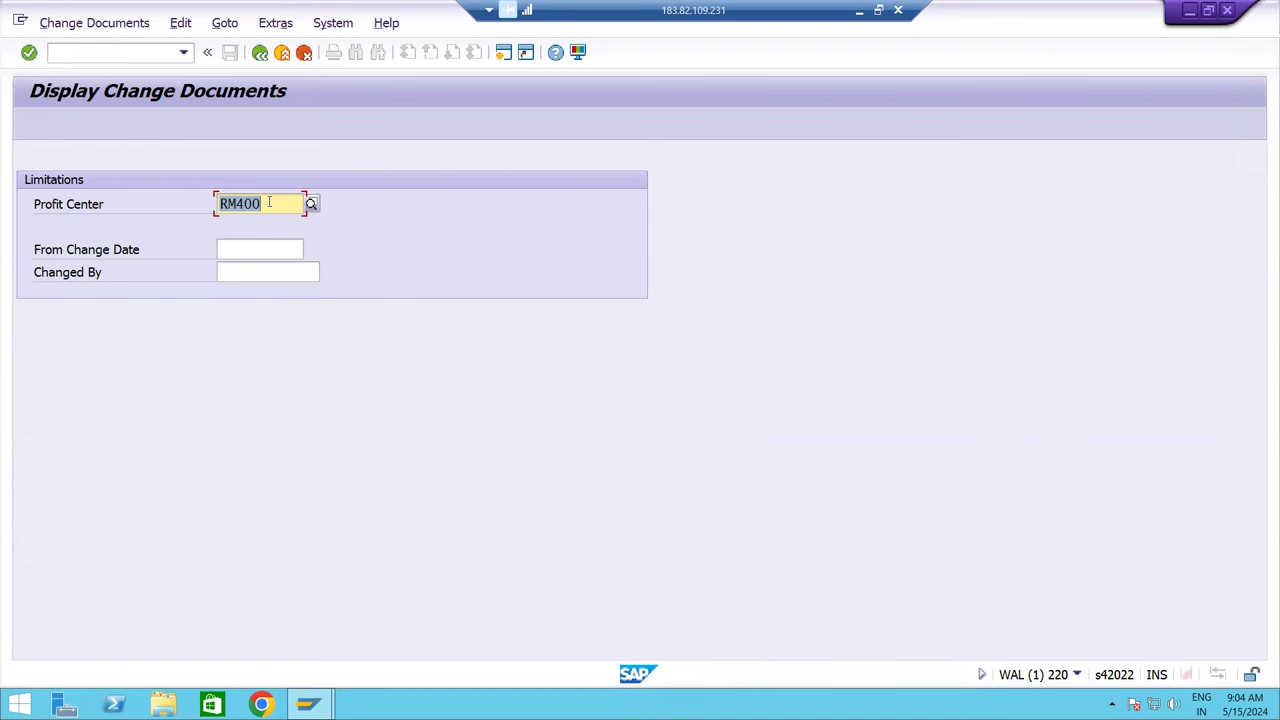 183.82.109.231
Change Documents Edit Goto Extras System Help
Display Change Documents
Limitations
Profit Center RM400
From Change Date
Changed By
SAP
WAL (1) 220 s42022 INS
ENG 9:04 AM
IN 5/15/2024